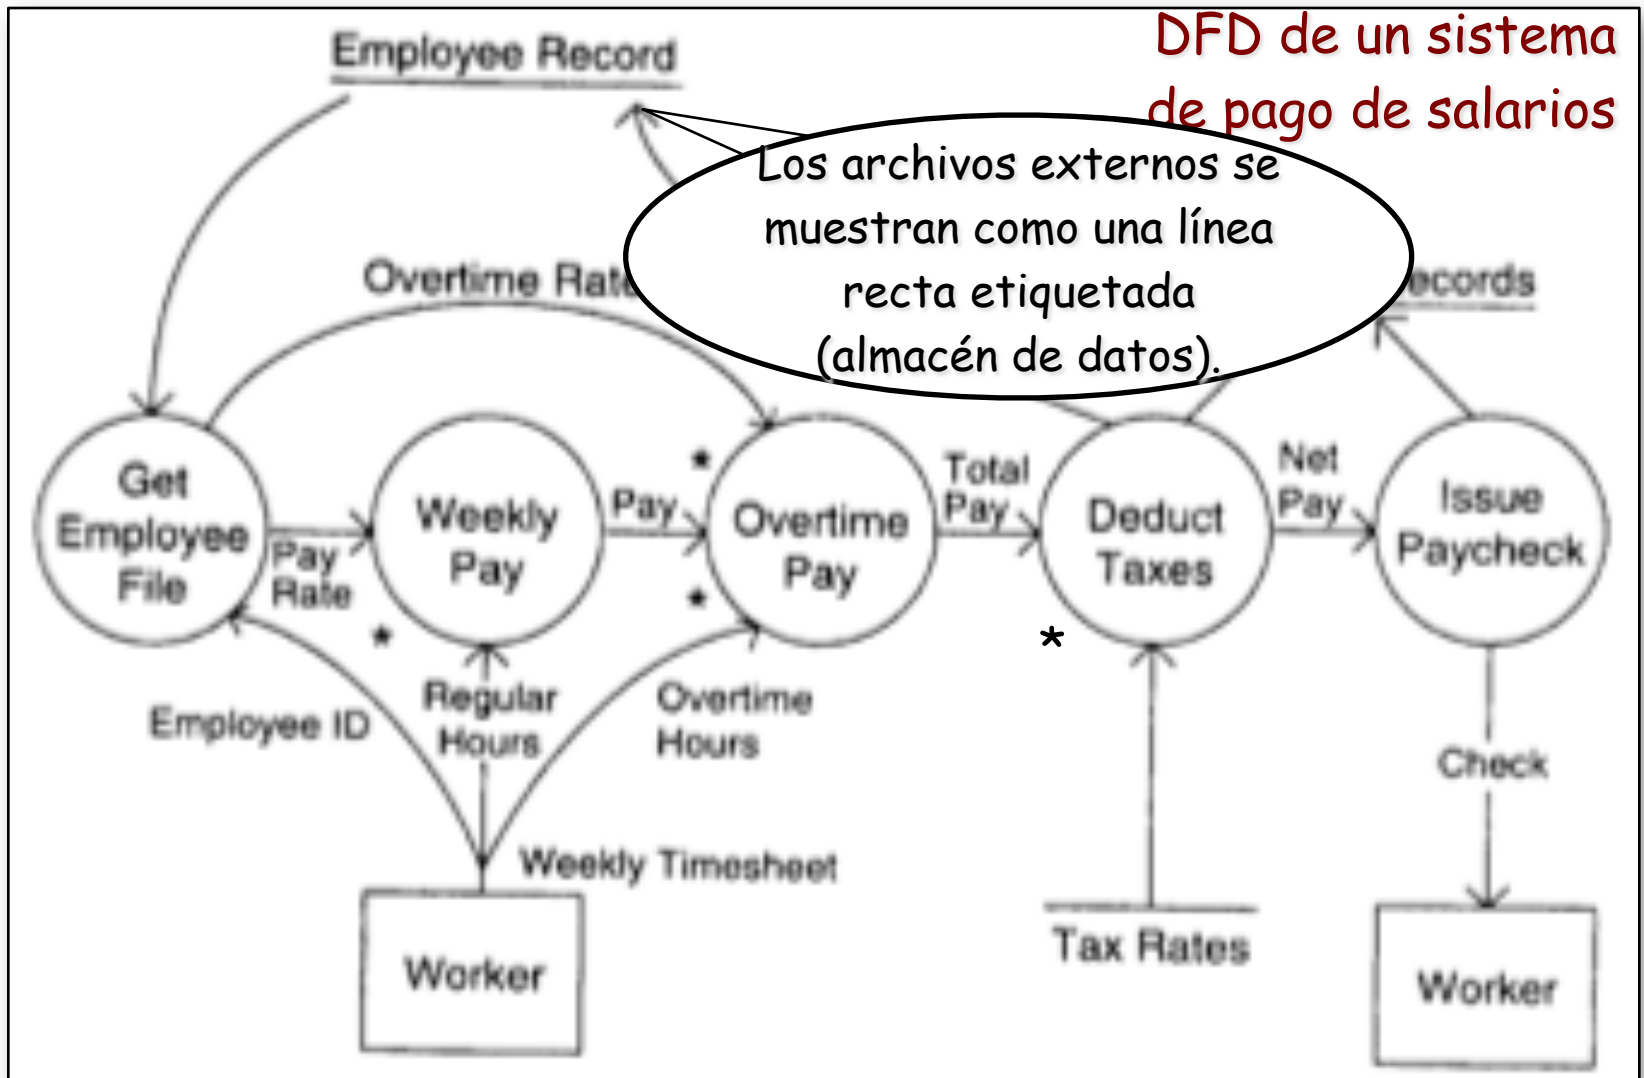 DFD de un sistema
de pago de salarios
Employee Record
Los archivos externos se
muestran como una línea
recta etiquetada
(almacén de datos).
Overtime
*
Get
Employee
File
Pay
Rate
*
Weekly
Pay
Pay
*
Overtime
Pay
Total
Pay
Deduct
Taxes
*
Net
Pay
Issue
Paycheck
Employee ID
Regular
Hours
Overtime
Hours
Check
Weekly Timesheet
Worker
Tax Rates
Worker